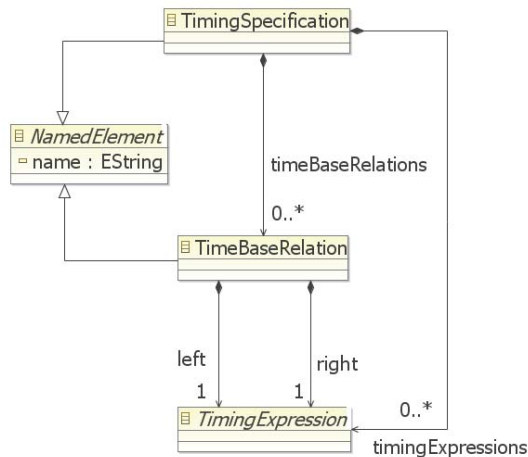 TimingSpecification
NamedElement
name : EString
timeBaseRelations
0..*
TimeBaseRelation
left
right
1
1
0..*
TimingExpression
timingExpressions